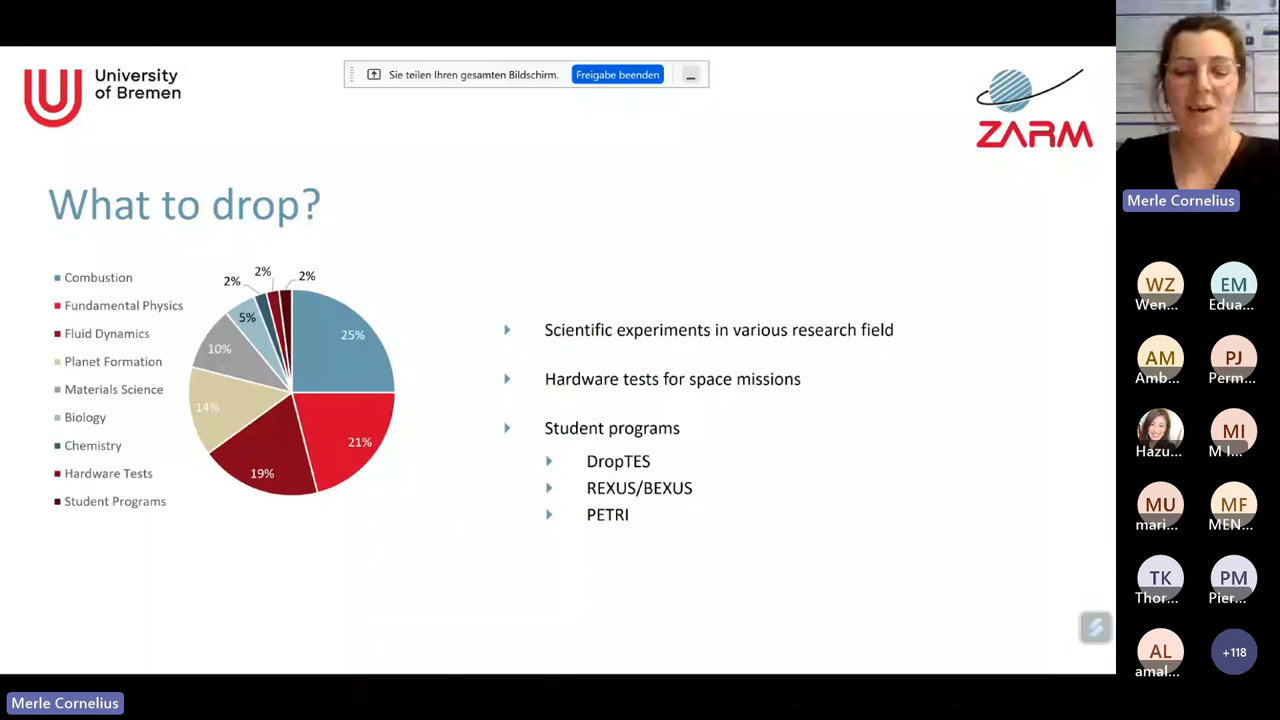 University
of Bremen
Sie teilen Ihren gesamten Bildschirm.
Freigabe beenden
ZARM
What to drop?
Combustion
Fundamental Physics
Fluid Dynamics
Planet Formation
Materials Science
Biology
Chemistry
Hardware Tests
Student Programs
2%
2%
2%
5%
25%
10%
14%
21%
19%
Scientific experiments in various research field
Hardware tests for space missions
Student programs
DropTES
REXUS/BEXUS
PETRI
Merle Cornelius
WZ
Wen...
EM
Edua...
AM
Amb...
PJ
Perm...
Hazu...
MI
M I...
MU
mari...
MF
MEN...
TK
Thor...
PM
Pier...
AL
amal...
+118
Merle Cornelius